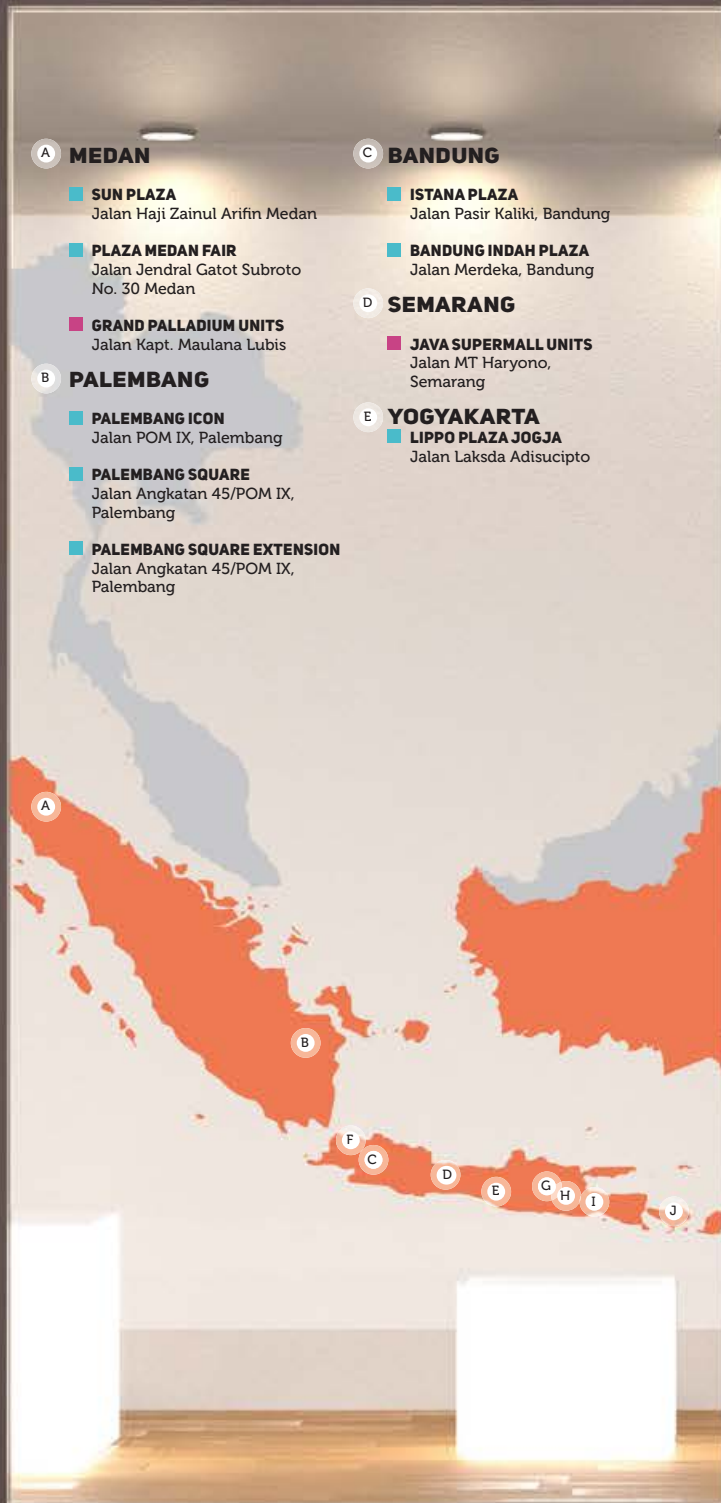 A MEDAN
SUN PLAZA
Jalan Haji Zainul Arifin Medan
PLAZA MEDAN FAIR
Jalan Jendral Gatot Subroto
No. 30 Medan
GRAND PALLADIUM UNITS
Jalan Kapt. Maulana Lubis
B PALEMBANG
PALEMBANG ICON
Jalan POM IX, Palembang
PALEMBANG SQUARE
Jalan Angkatan 45/POM IX,
Palembang
PALEMBANG SQUARE EXTENSION
Jalan Angkatan 45/POM IX,
Palembang
C BANDUNG
ISTANA PLAZA
Jalan Pasir Kaliki, Bandung
BANDUNG INDAH PLAZA
Jalan Merdeka, Bandung
D SEMARANG
JAVA SUPERMALL UNITS
Jalan MT Haryono,
Semarang
E YOGYAKARTA
LIPPO PLAZA JOGJA
Jalan Laksda Adisucipto
A
B
F
C
D
E
G
H
I
J